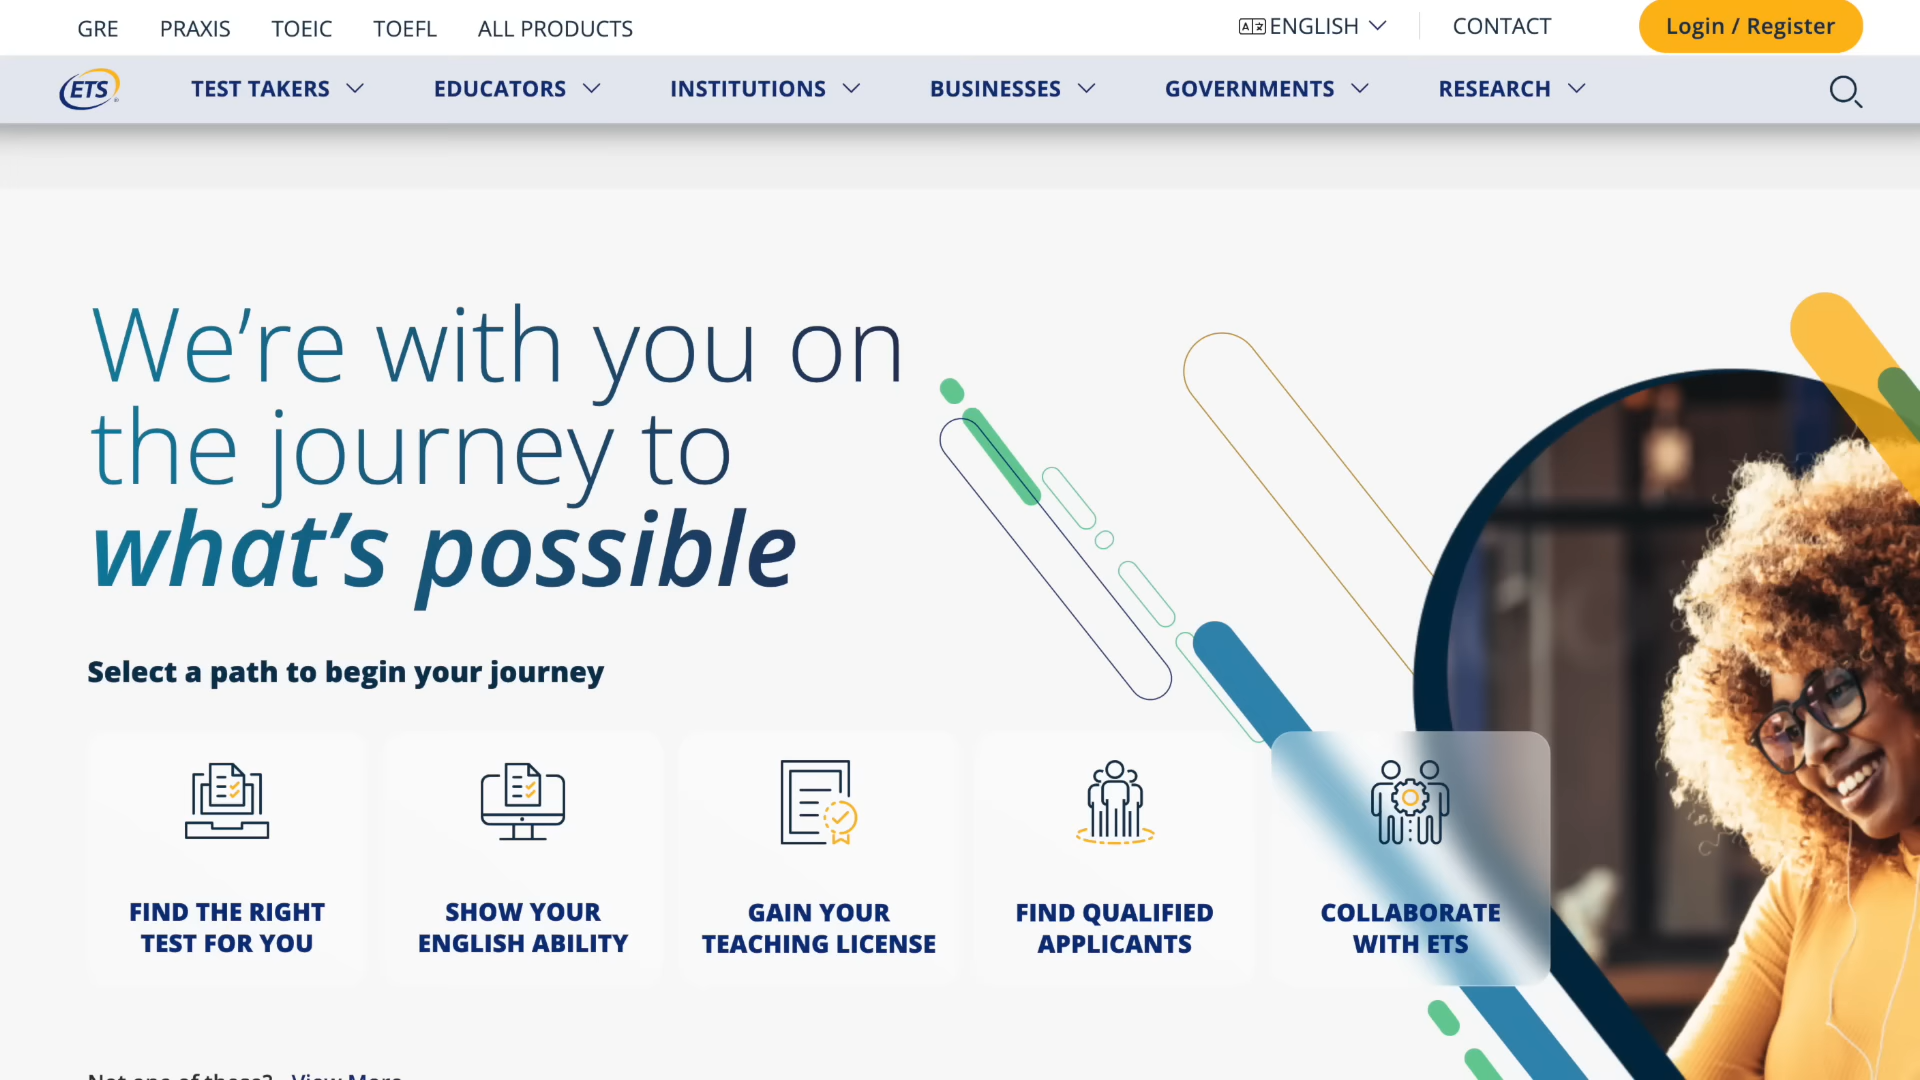 GRE PRAXIS TOEIC TOEFL ALL PRODUCTS ENGLISH CONTACT Login / Register
ETS TEST TAKERS EDUCATORS INSTITUTIONS BUSINESSES GOVERNMENTS RESEARCH
We’re with you on
the journey to
what’s possible
Select a path to begin your journey
FIND THE RIGHT
TEST FOR YOU
SHOW YOUR
ENGLISH ABILITY
GAIN YOUR
TEACHING LICENSE
FIND QUALIFIED
APPLICANTS
COLLABORATE
WITH ETS
Not one of these? View More